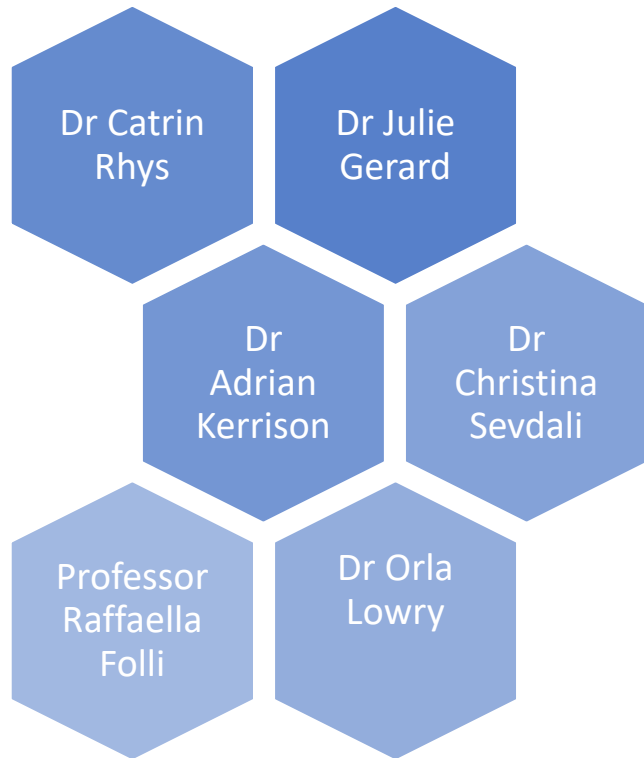 Dr Catrin
Rhys
Dr Julie
Gerard
Dr
Adrian
Kerrison
Dr
Christina
Sevdali
Professor
Raffaella
Folli
Dr Orla
Lowry